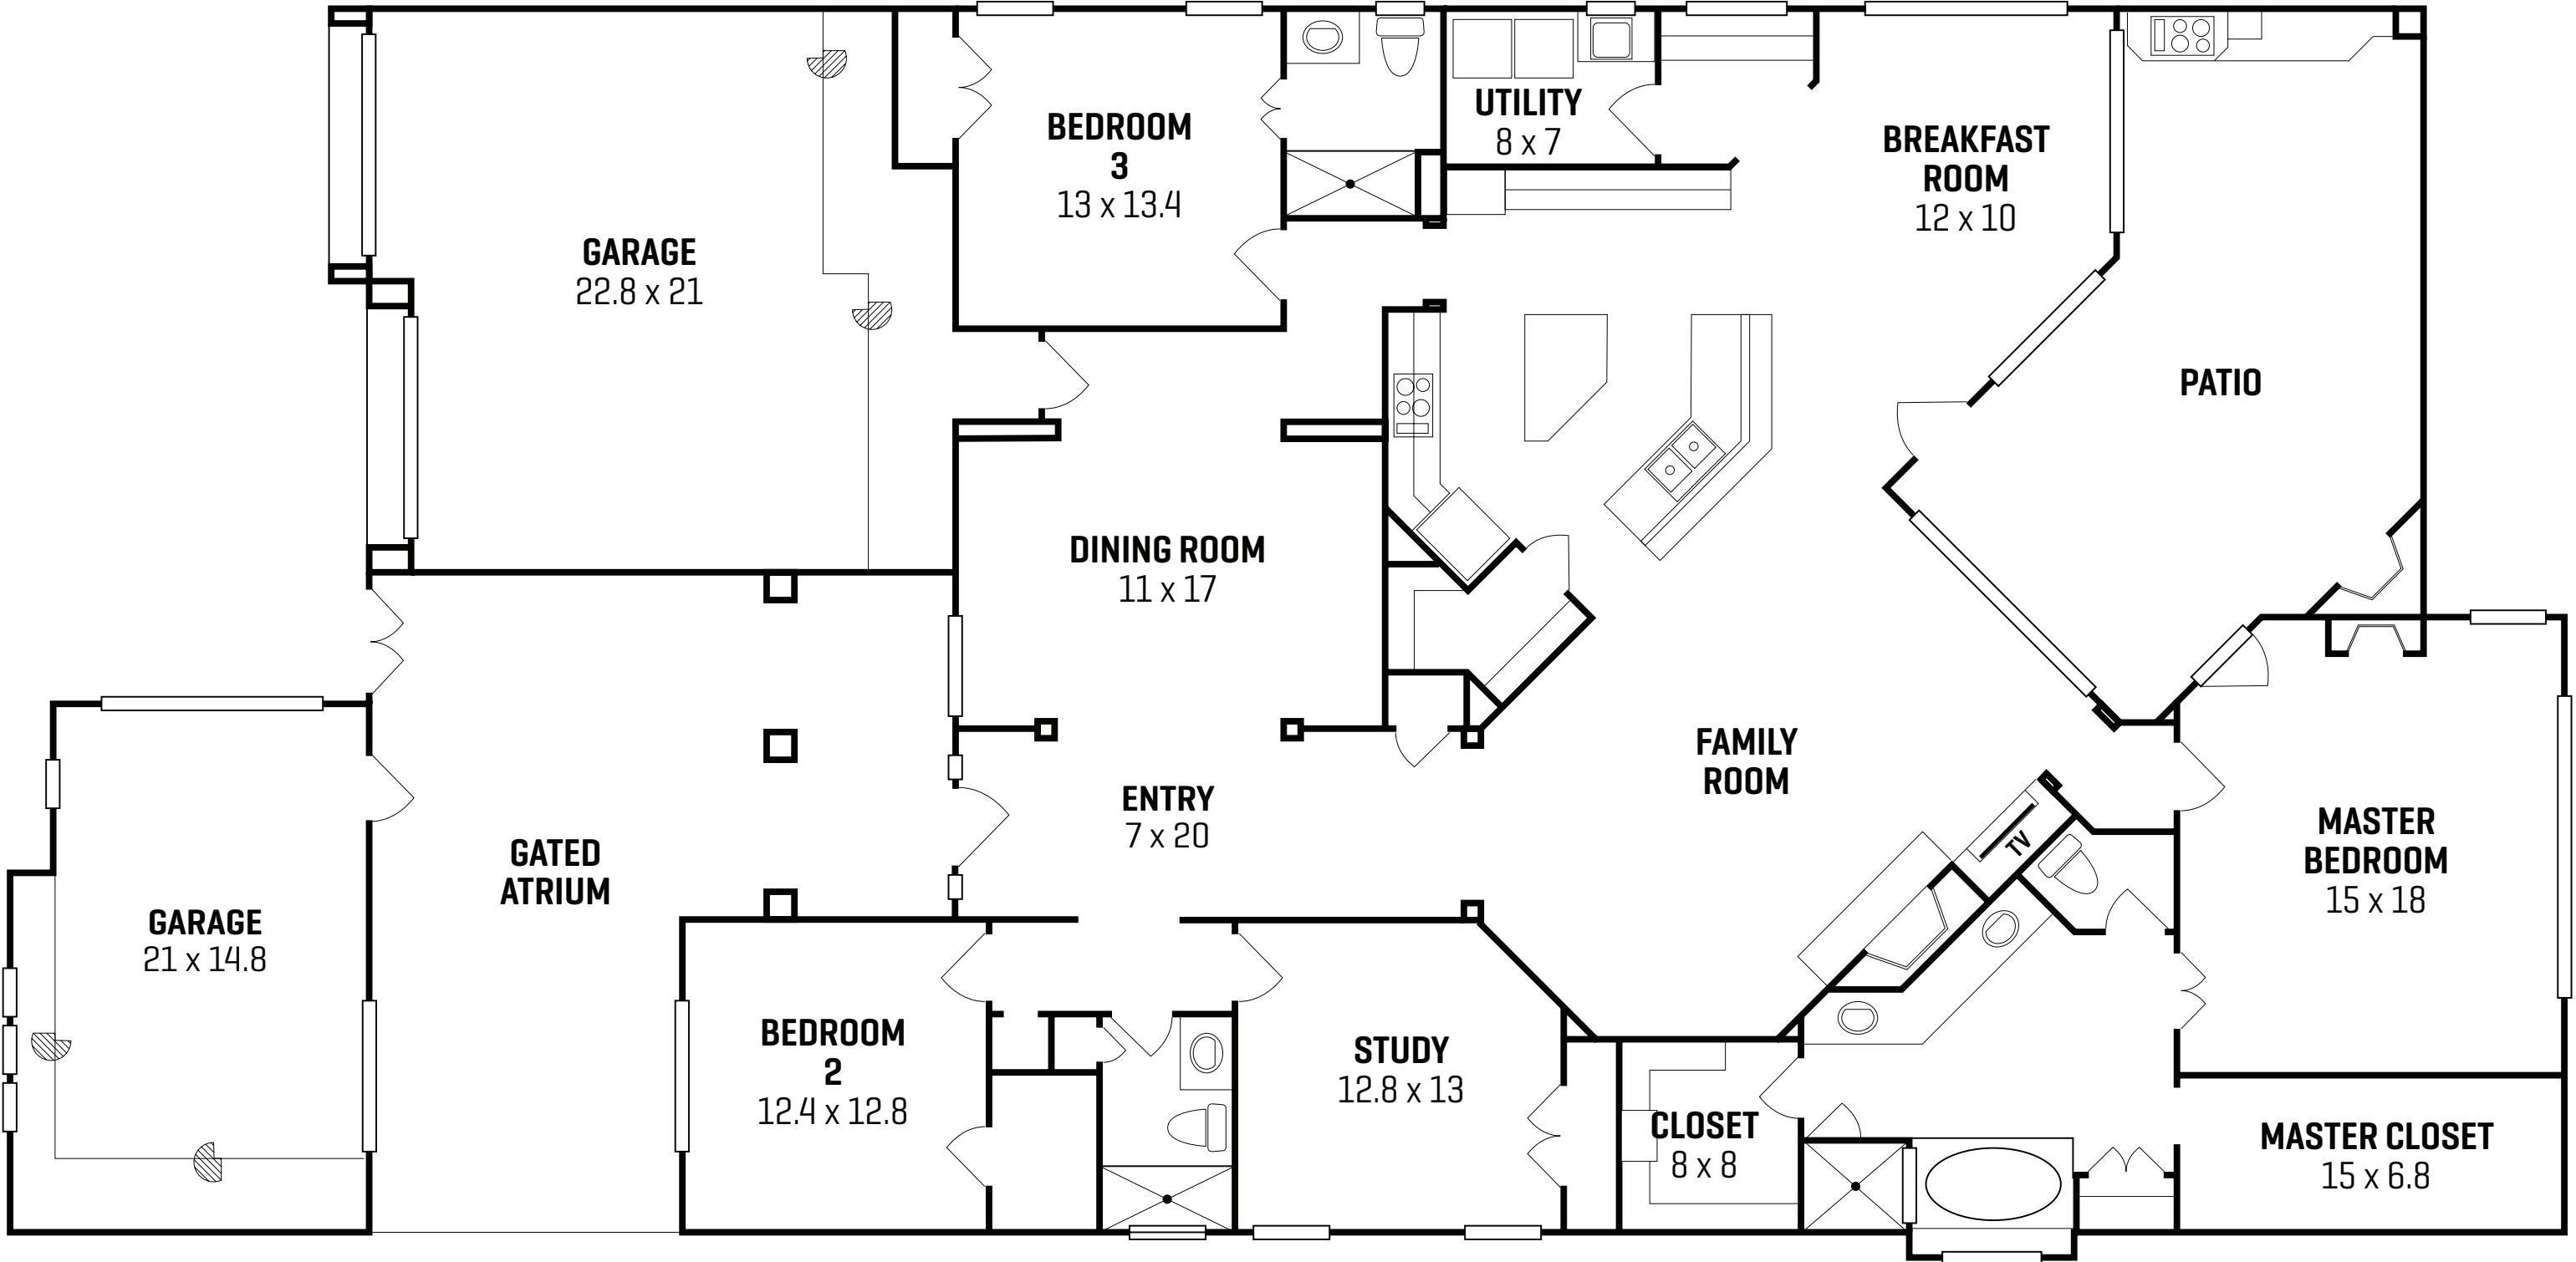 BEDROOM
3
13 x 13.4
UTILITY
8 x 7
BREAKFAST
ROOM
12 x 10
GARAGE
22.8 x 21
PATIO
DINING ROOM
11 x 17
FAMILY
ROOM
ENTRY
7 x 20
GATED
ATRIUM
TV
MASTER
BEDROOM
15 x 18
GARAGE
21 x 14.8
BEDROOM
2
12.4 x 12.8
STUDY
12.8 x 13
CLOSET
8 x 8
MASTER CLOSET
15 x 6.8